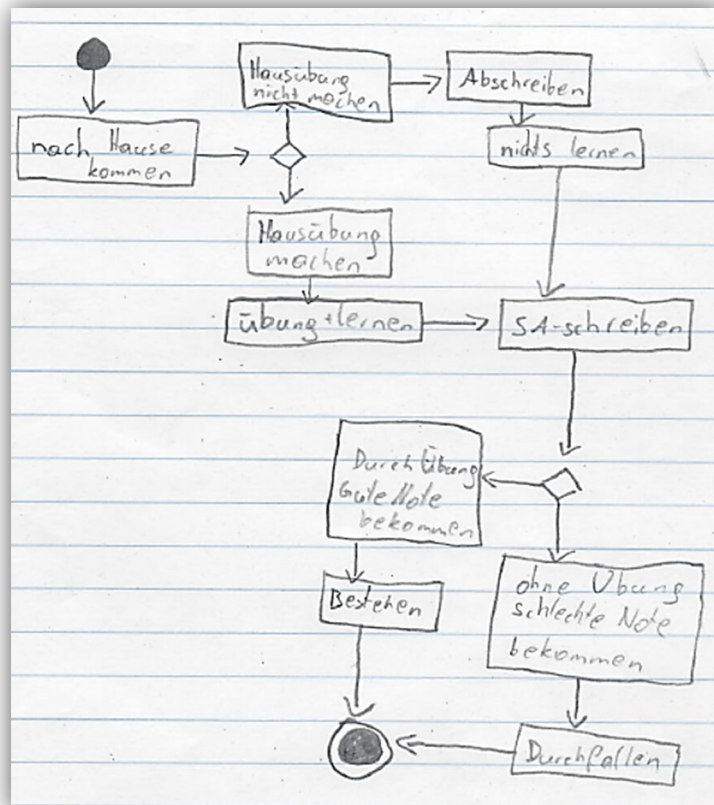 Hausübung
nicht machen
Abschreiben
nach Hause
kommen
nichts lernen
Hausübung
machen
Übung+lernen
SA-schreiben
Durch Übung
Gute Note
bekommen
ohne Übung
schlechte Note
bekommen
Bestehen
Durchfallen